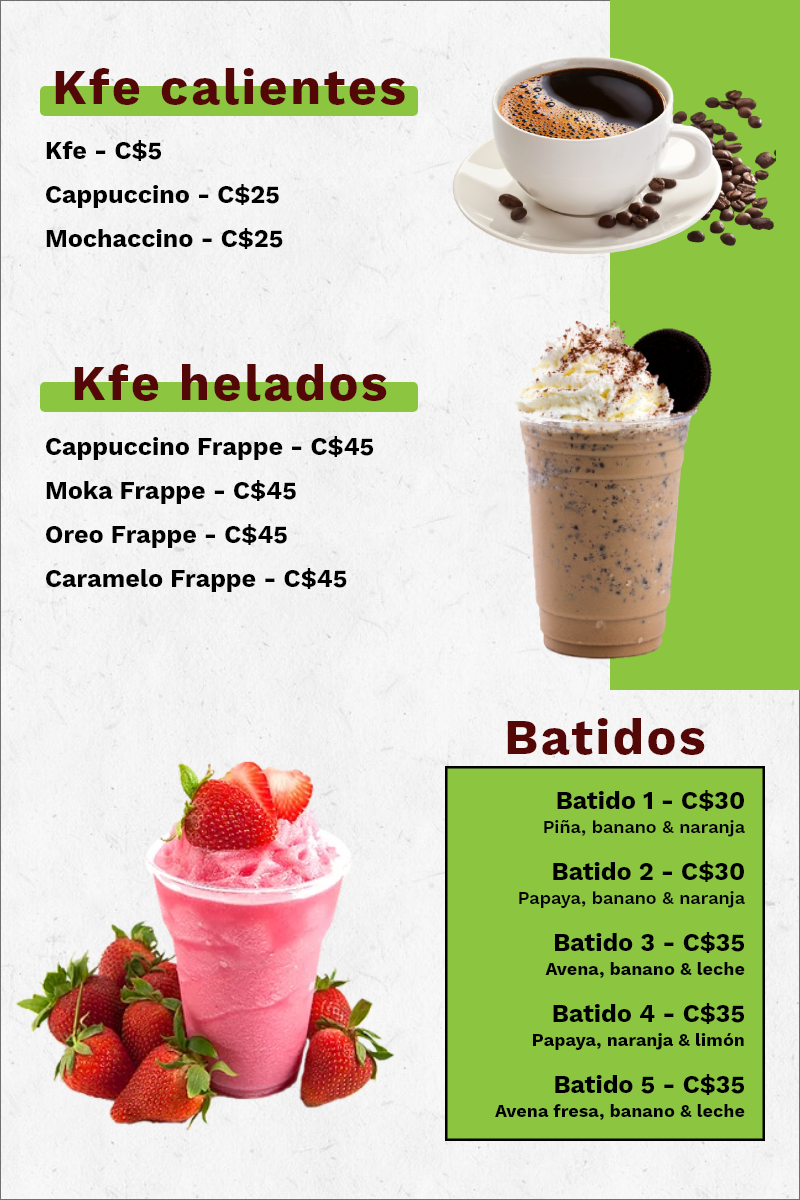 Kfe calientes
Kfe - C$5
Cappuccino - C$25
Mochaccino - C$25
Kfe helados
Cappuccino Frappe - C$45
Moka Frappe - C$45
Oreo Frappe - C$45
Caramelo Frappe - C$45
Batidos
Batido 1 - C$30
Piña, banano & naranja
Batido 2 - C$30
Papaya, banano & naranja
Batido 3 - C$35
Avena, banano & leche
Batido 4 - C$35
Papaya, naranja & limón
Batido 5 - C$35
Avena fresa, banano & leche